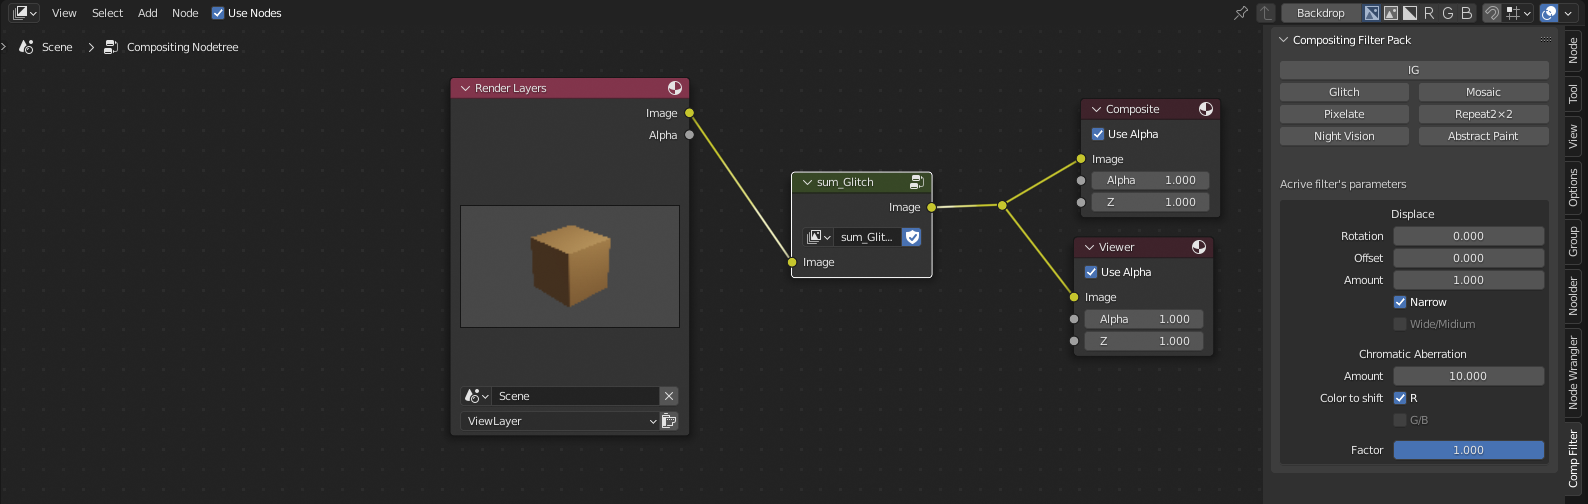 View Select Add Node Use Nodes
Backdrop R G B
Scene Compositing Nodetree
Render Layers
Image
Alpha
Scene
ViewLayer
sum_Glitch
Image
sum_Glit...
Image
Composite
Use Alpha
Image
Alpha 1.000
Z 1.000
Viewer
Use Alpha
Image
Alpha 1.000
Z 1.000
Compositing Filter Pack
IG
Glitch Mosaic
Pixelate Repeat2×2
Night Vision Abstract Paint
Acrive filter's parameters
Displace
Rotation 0.000
Offset 0.000
Amount 1.000
Narrow
Wide/Midium
Chromatic Aberration
Amount 10.000
Color to shift R
G/B
Factor 1.000
Node
Tool
View
Options
Group
Noolder
Node Wrangler
Comp Filter